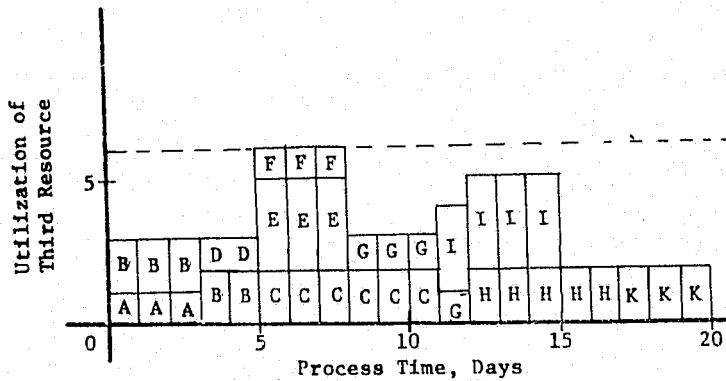 Utilization of
Third Resource
F F F
5
E E E I I I
B B B D D G G G I
A A A B B C C C C C C G H H H H H K K K
0 5 10 15 20
Process Time, Days